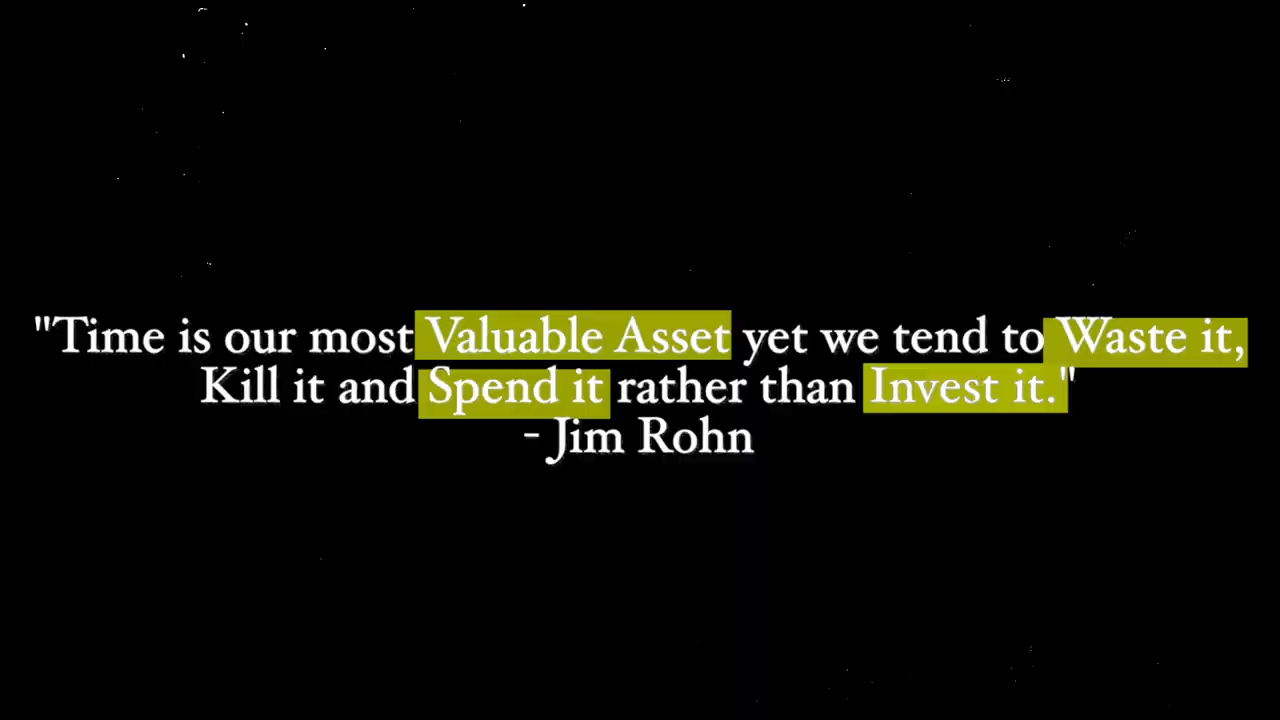 "Time is our most Valuable Asset yet we tend to Waste it,
Kill it and Spend it rather than Invest it."
- Jim Rohn